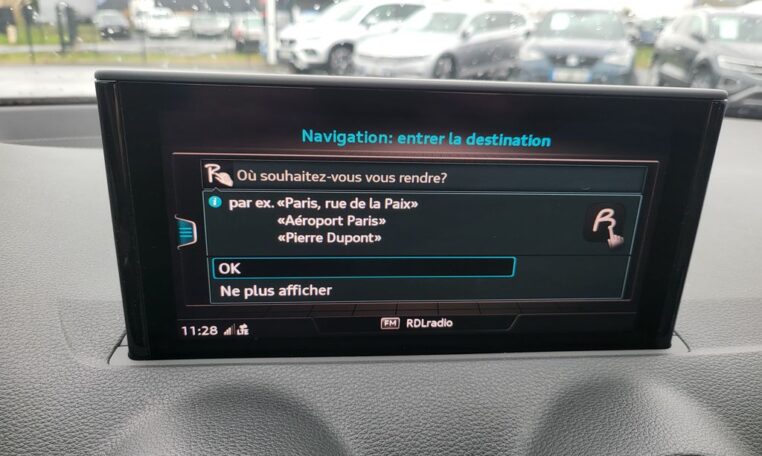 Navigation: entrer la destination
Où souhaitez-vous vous rendre?
par ex. «Paris, rue de la Paix»
«Aéroport Paris»
«Pierre Dupont»
OK
Ne plus afficher
11:28 LTE
FM RDLradio